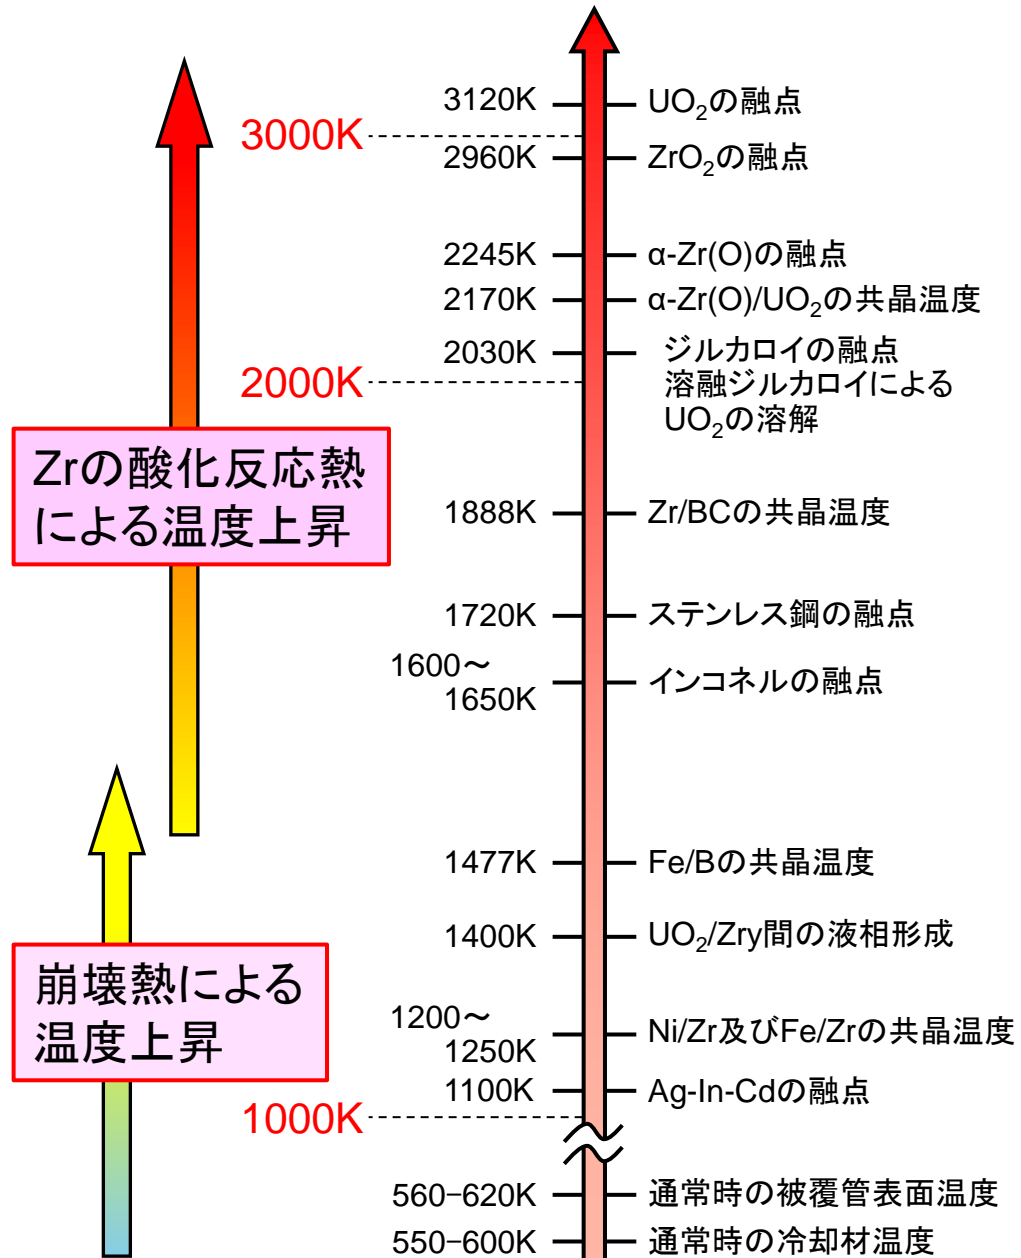 3120K UO₂の融点
3000K
2960K ZrO₂の融点
2245K α-Zr(O)の融点
2170K α-Zr(O)/UO₂の共晶温度
2030K ジルカロイの融点
2000K 溶融ジルカロイによる
UO₂の溶解
Zrの酸化反応熱
による温度上昇
1888K Zr/BCの共晶温度
1720K ステンレス鋼の融点
1600～
1650K インコネルの融点
1477K Fe/Bの共晶温度
1400K UO₂/Zry間の液相形成
崩壊熱による
温度上昇
1200～
1250K Ni/Zr及びFe/Zrの共晶温度
1100K Ag-In-Cdの融点
1000K
560−620K 通常時の被覆管表面温度
550−600K 通常時の冷却材温度